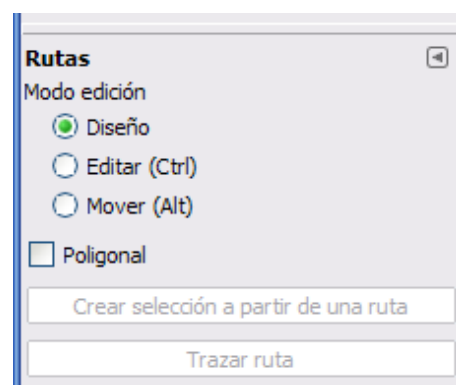 Rutas
Modo edición
Diseño
Editar (Ctrl)
Mover (Alt)
Poligonal
Crear selección a partir de una ruta
Trazar ruta